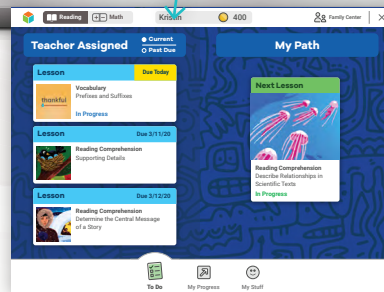 Reading
Math
Kristin
400
Family Center
Teacher Assigned
Current
Past Due
My Path
Lesson
Due Today
thankful
Vocabulary
Prefixes and Suffixes
In Progress
Lesson
Due 3/11/20
Reading Comprehension
Supporting Details
Lesson
Due 3/12/20
Reading Comprehension
Determine the Central Message
of a Story
Next Lesson
Reading Comprehension
Describe Relationships in
Scientific Texts
In Progress
To Do
My Progress
My Stuff